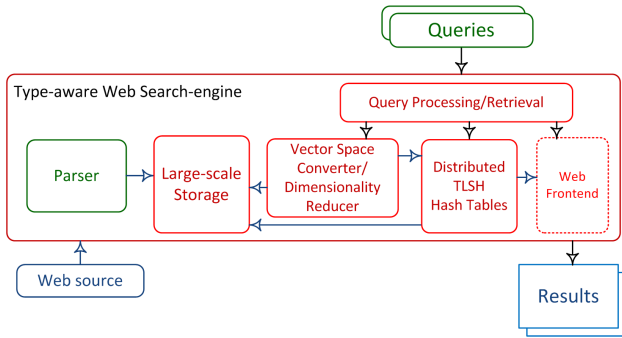 Queries
Type-aware Web Search-engine
Query Processing/Retrieval
Parser
Large-scale
Storage
Vector Space
Converter/
Dimensionality
Reducer
Distributed
TLSH
Hash Tables
Web
Frontend
Web source
Results